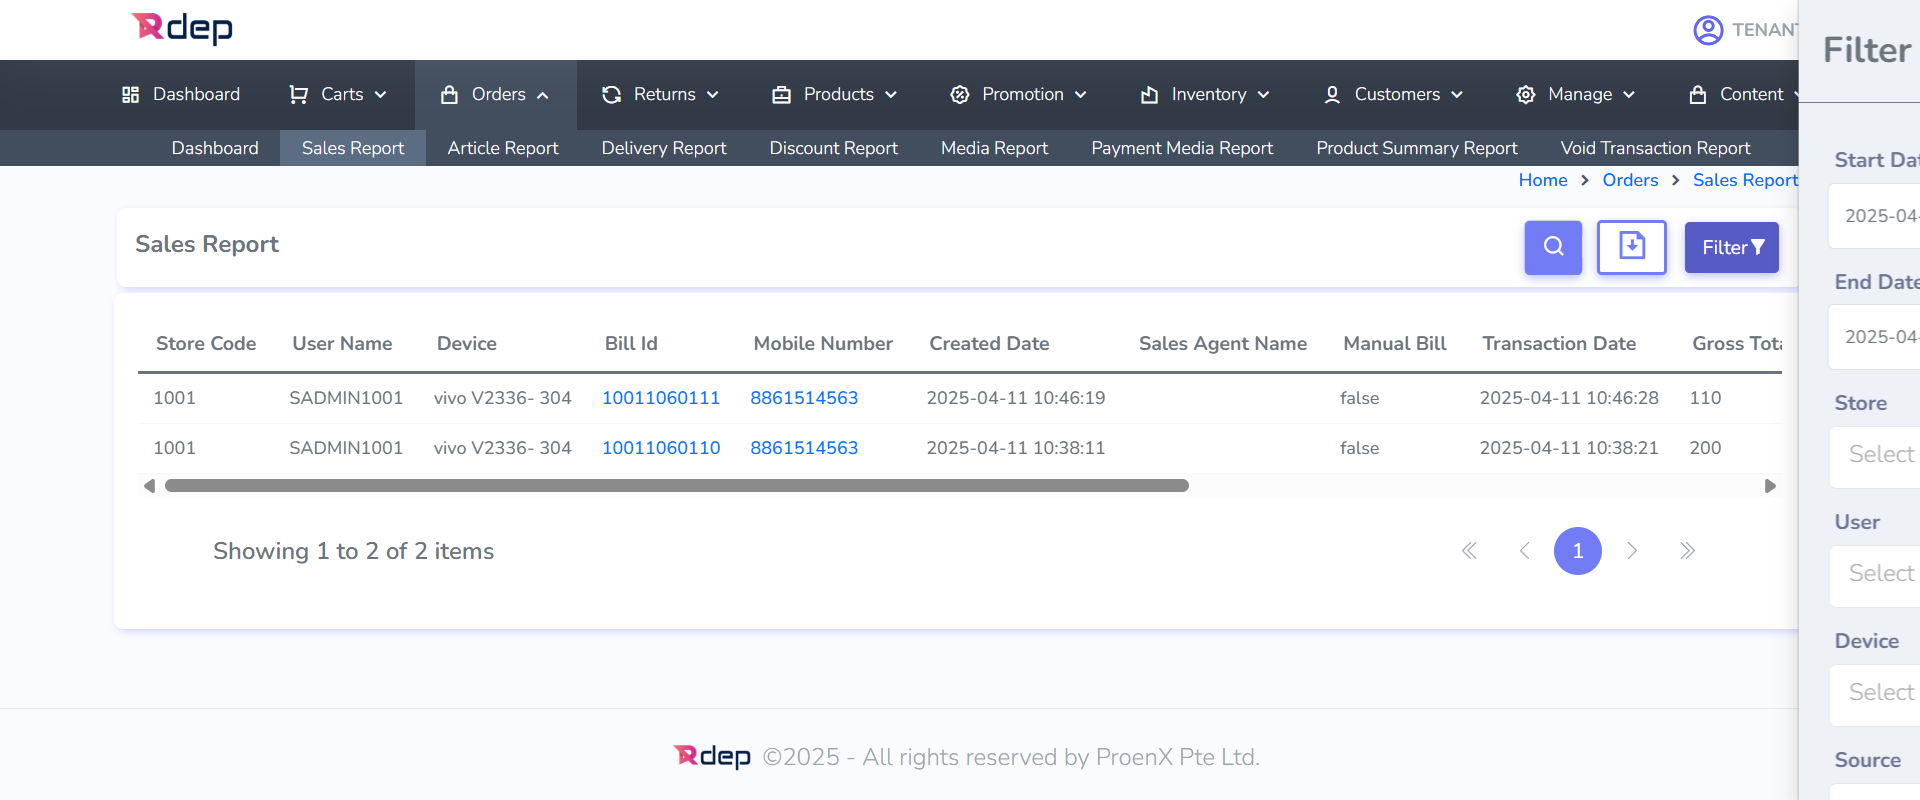 Rdep
TENANT
Filter
Dashboard Carts Orders Returns Products Promotion Inventory Customers Manage Content
Dashboard Sales Report Article Report Delivery Report Discount Report Media Report Payment Media Report Product Summary Report Void Transaction Report
Home > Orders > Sales Report
Sales Report
Filter
Store Code User Name Device Bill Id Mobile Number Created Date Sales Agent Name Manual Bill Transaction Date Gross Tota
1001 SADMIN1001 vivo V2336- 304 10011060111 8861514563 2025-04-11 10:46:19 false 2025-04-11 10:46:28 110
1001 SADMIN1001 vivo V2336- 304 10011060110 8861514563 2025-04-11 10:38:11 false 2025-04-11 10:38:21 200
Showing 1 to 2 of 2 items
1
Start Dat
2025-04-
End Date
2025-04-
Store
Select
User
Select
Device
Select
Source
Rdep ©2025 - All rights reserved by ProenX Pte Ltd.